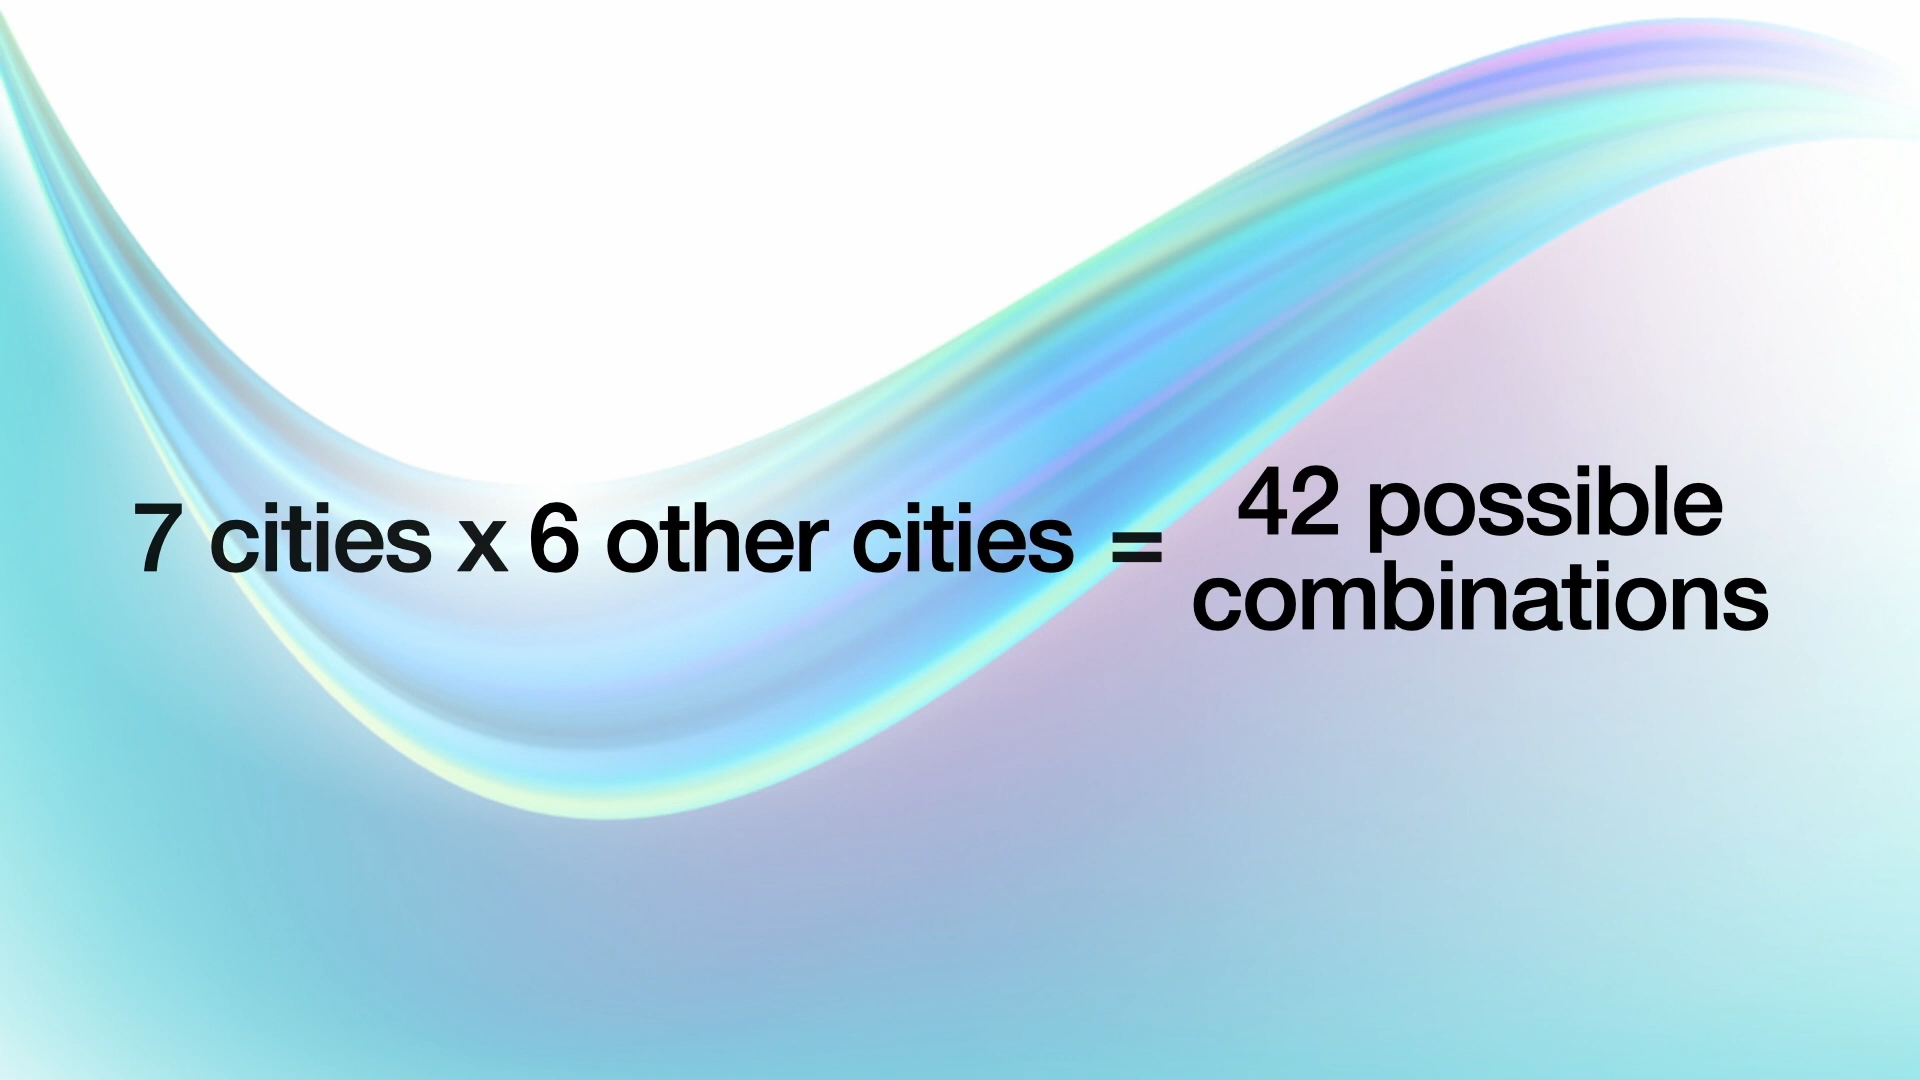 7 cities x 6 other cities = 42 possible
combinations